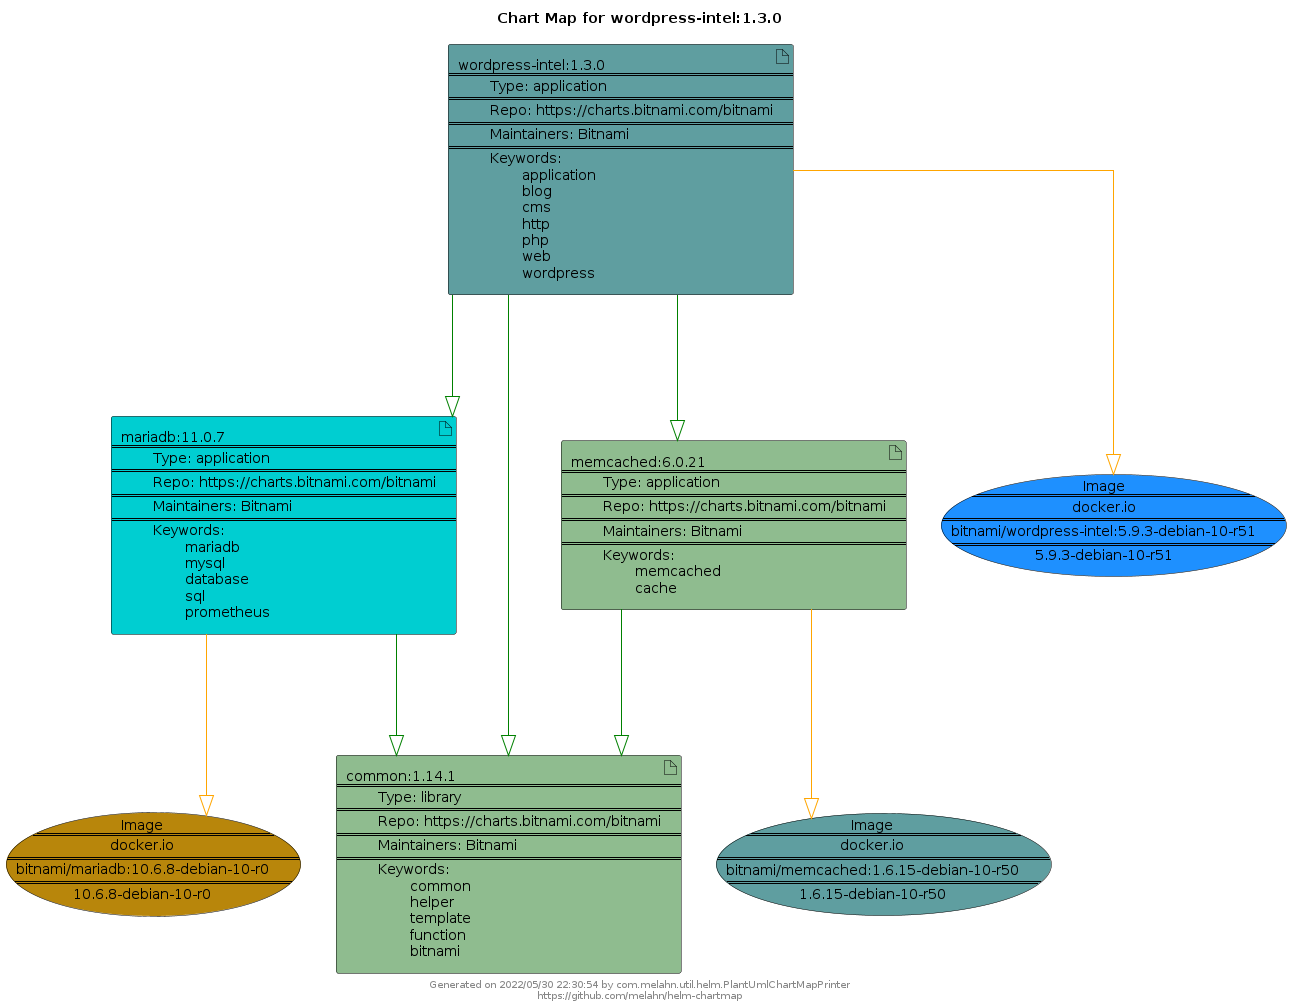 Chart Map for wordpress-intel:1.3.0
wordpress-intel:1.3.0
Type: application
Repo: https://charts.bitnami.com/bitnami
Maintainers: Bitnami
Keywords:
application
blog
cms
http
php
web
wordpress
mariadb:11.0.7
Type: application
Repo: https://charts.bitnami.com/bitnami
Maintainers: Bitnami
Keywords:
mariadb
mysql
database
sql
prometheus
memcached:6.0.21
Type: application
Repo: https://charts.bitnami.com/bitnami
Maintainers: Bitnami
Keywords:
memcached
cache
Image
docker.io
bitnami/wordpress-intel:5.9.3-debian-10-r51
5.9.3-debian-10-r51
Image
docker.io
bitnami/mariadb:10.6.8-debian-10-r0
10.6.8-debian-10-r0
common:1.14.1
Type: library
Repo: https://charts.bitnami.com/bitnami
Maintainers: Bitnami
Keywords:
common
helper
template
function
bitnami
Image
docker.io
bitnami/memcached:1.6.15-debian-10-r50
1.6.15-debian-10-r50
Generated on 2022/05/30 22:30:54 by com.melahn.util.helm.PlantUmlChartMapPrinter
https://github.com/melahn/helm-chartmap